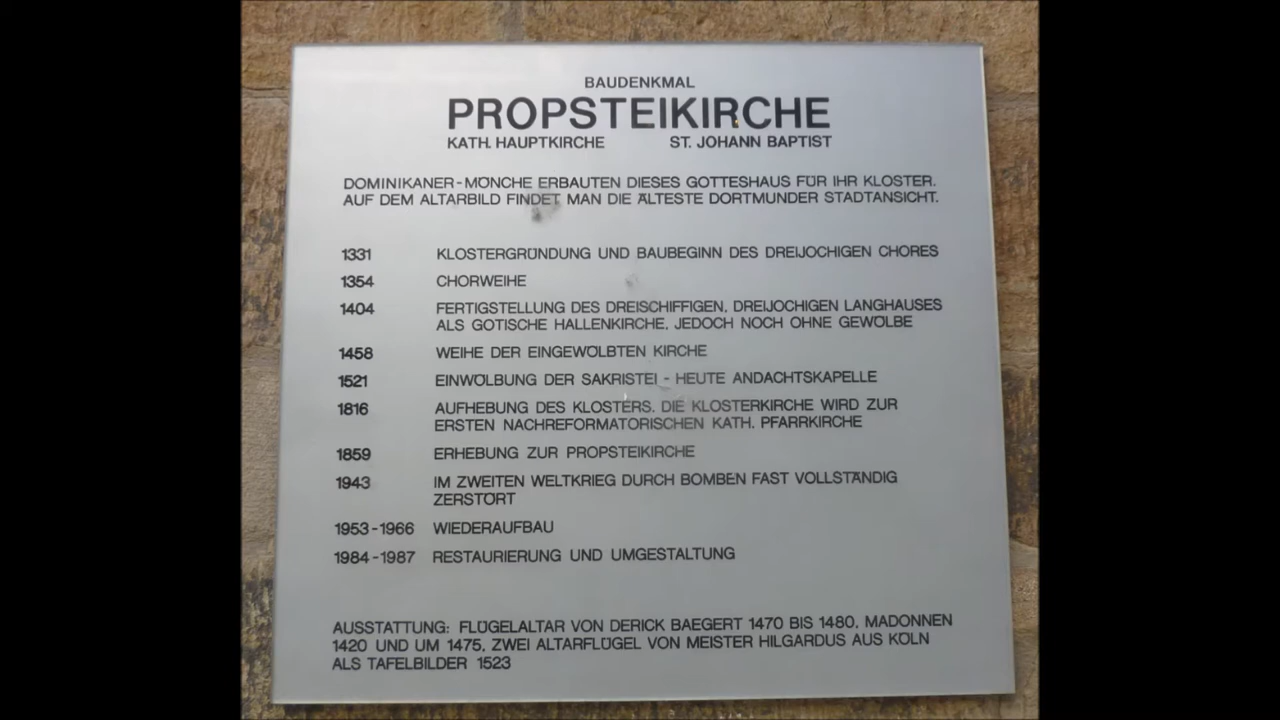 BAUDENKMAL
PROPSTEIKIRCHE
KATH. HAUPTKIRCHE ST. JOHANN BAPTIST
DOMINIKANER-MÖNCHE ERBAUTEN DIESES GOTTESHAUS FÜR IHR KLOSTER.
AUF DEM ALTARBILD FINDET MAN DIE ÄLTESTE DORTMUNDER STADTANSICHT.
1331 KLOSTERGRÜNDUNG UND BAUBEGINN DES DREIJOCHIGEN CHORES
1354 CHORWEIHE
1404 FERTIGSTELLUNG DES DREISCHIFFIGEN, DREIJOCHIGEN LANGHAUSES
ALS GOTISCHE HALLENKIRCHE, JEDOCH NOCH OHNE GEWÖLBE
1458 WEIHE DER EINGEWÖLBTEN KIRCHE
1521 EINWÖLBUNG DER SAKRISTEI - HEUTE ANDACHTSKAPELLE
1816 AUFHEBUNG DES KLOSTERS. DIE KLOSTERKIRCHE WIRD ZUR
ERSTEN NACHREFORMATORISCHEN KATH. PFARRKIRCHE
1859 ERHEBUNG ZUR PROPSTEIKIRCHE
1943 IM ZWEITEN WELTKRIEG DURCH BOMBEN FAST VOLLSTÄNDIG
ZERSTÖRT
1953-1966 WIEDERAUFBAU
1984-1987 RESTAURIERUNG UND UMGESTALTUNG
AUSSTATTUNG: FLÜGELALTAR VON DERICK BAEGERT 1470 BIS 1480, MADONNEN
1420 UND UM 1475, ZWEI ALTARFLÜGEL VON MEISTER HILGARDUS AUS KÖLN
ALS TAFELBILDER 1523